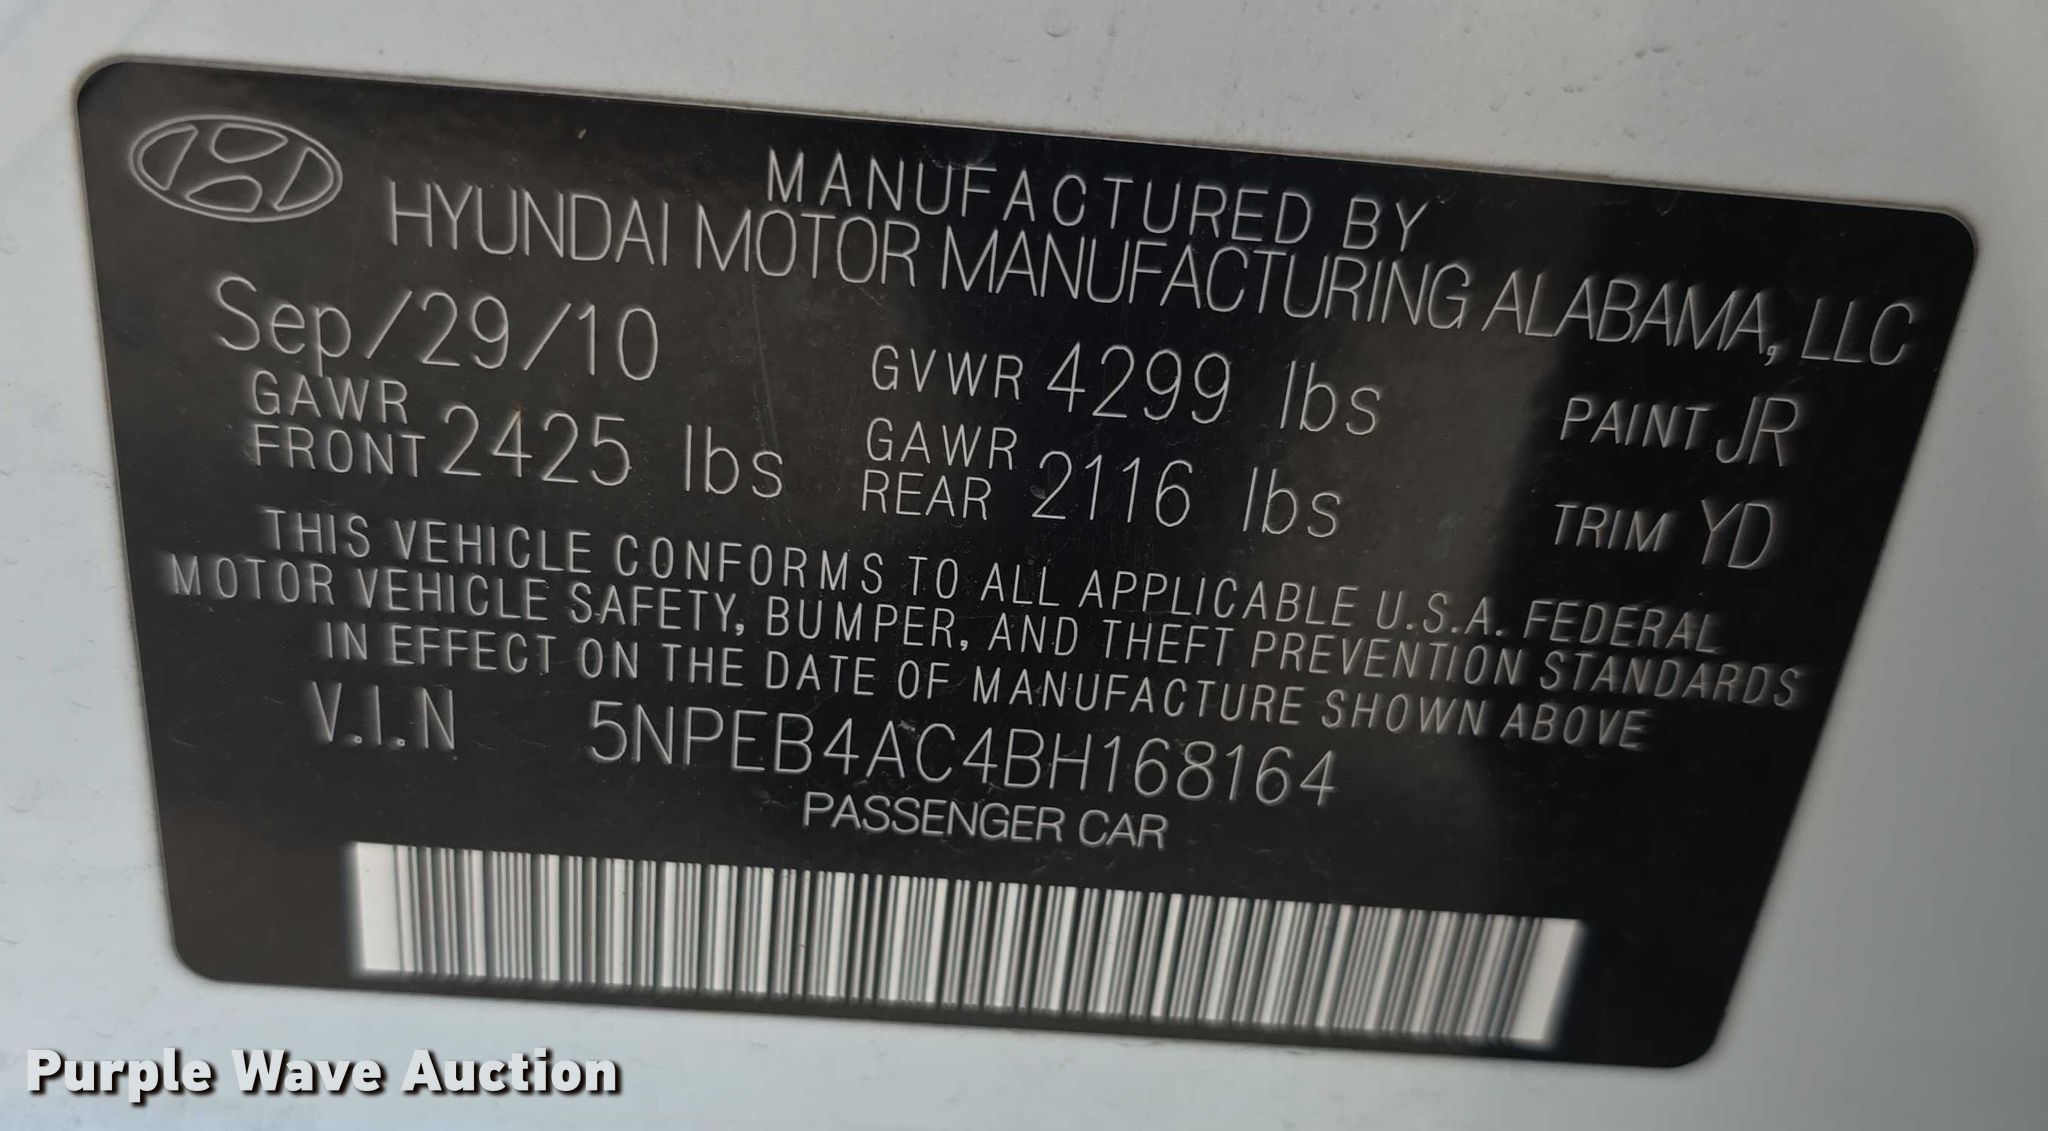 MANUFACTURED BY
HYUNDAI MOTOR MANUFACTURING ALABAMA, LLC
Sep/29/10 GVWR 4299 lbs PAINT JR
GAWR FRONT 2425 lbs GAWR REAR 2116 lbs TRIM YD
THIS VEHICLE CONFORMS TO ALL APPLICABLE U.S.A. FEDERAL
MOTOR VEHICLE SAFETY, BUMPER, AND THEFT PREVENTION STANDARDS
IN EFFECT ON THE DATE OF MANUFACTURE SHOWN ABOVE
V.I.N 5NPEB4AC4BH168164
PASSENGER CAR
Purple Wave Auction